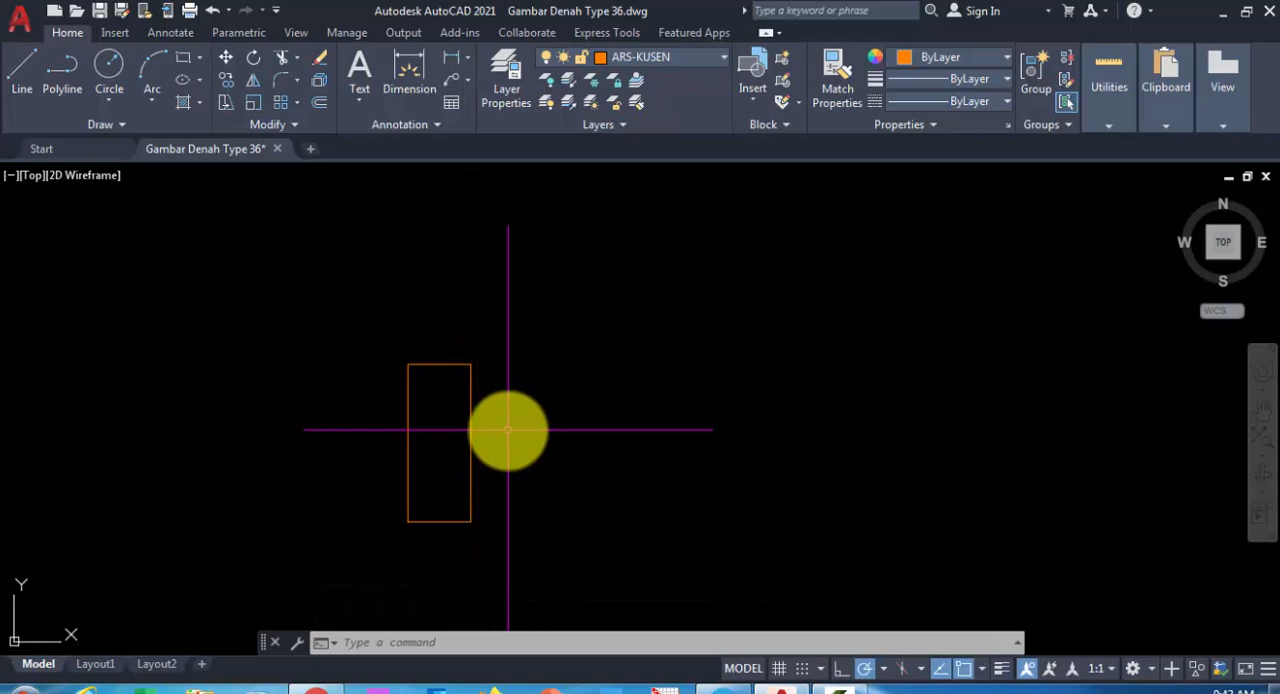 Autodesk AutoCAD 2021 Gambar Denah Type 36.dwg
Type a keyword or phrase
Sign In
Home Insert Annotate Parametric View Manage Output Add-ins Collaborate Express Tools Featured Apps
Line Polyline Circle Arc
Text Dimension
Layer Properties
ARS-KUSEN
Insert
Match Properties
ByLayer
ByLayer
ByLayer
Group
Utilities Clipboard View
Draw Modify Annotation Layers Block Properties Groups
Start Gambar Denah Type 36*
[−][Top][2D Wireframe]
N
W TOP E
S
WCS
Y
X
Type a command
Model Layout1 Layout2
MODEL 1:1